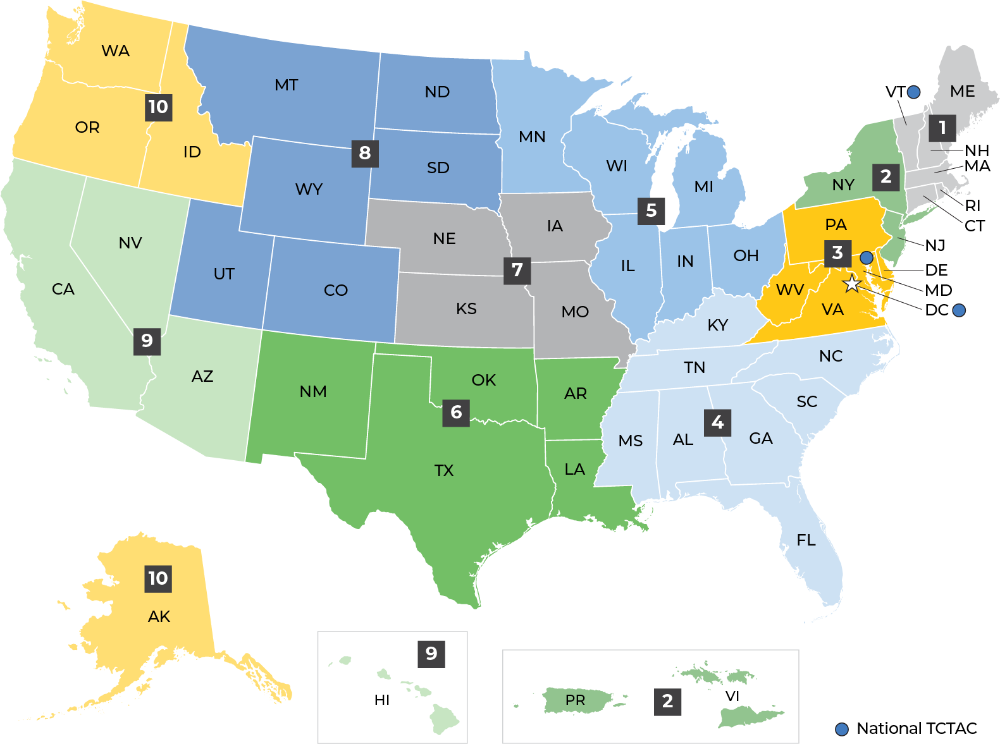 WA
MT
ND
VT
ME
10
OR
MN
1
ID
8
NH
SD
WI
MA
WY
MI
NY
2
5
RI
IA
PA
CT
NE
NV
NJ
3
IL
IN
OH
7
DE
UT
CA
CO
WV
MD
KS
MO
VA
DC
KY
9
NC
AZ
TN
NM
OK
AR
SC
6
4
MS
AL
GA
TX
LA
FL
10
AK
9
HI
PR
2
VI
National TCTAC